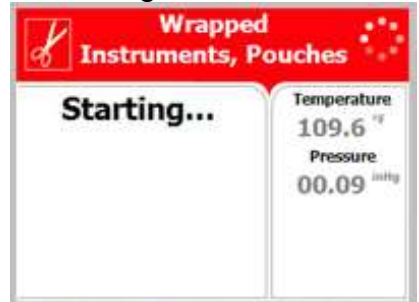 Wrapped
Instruments, Pouches
Starting...
Temperature
109.6 °F
Pressure
00.09 inHg